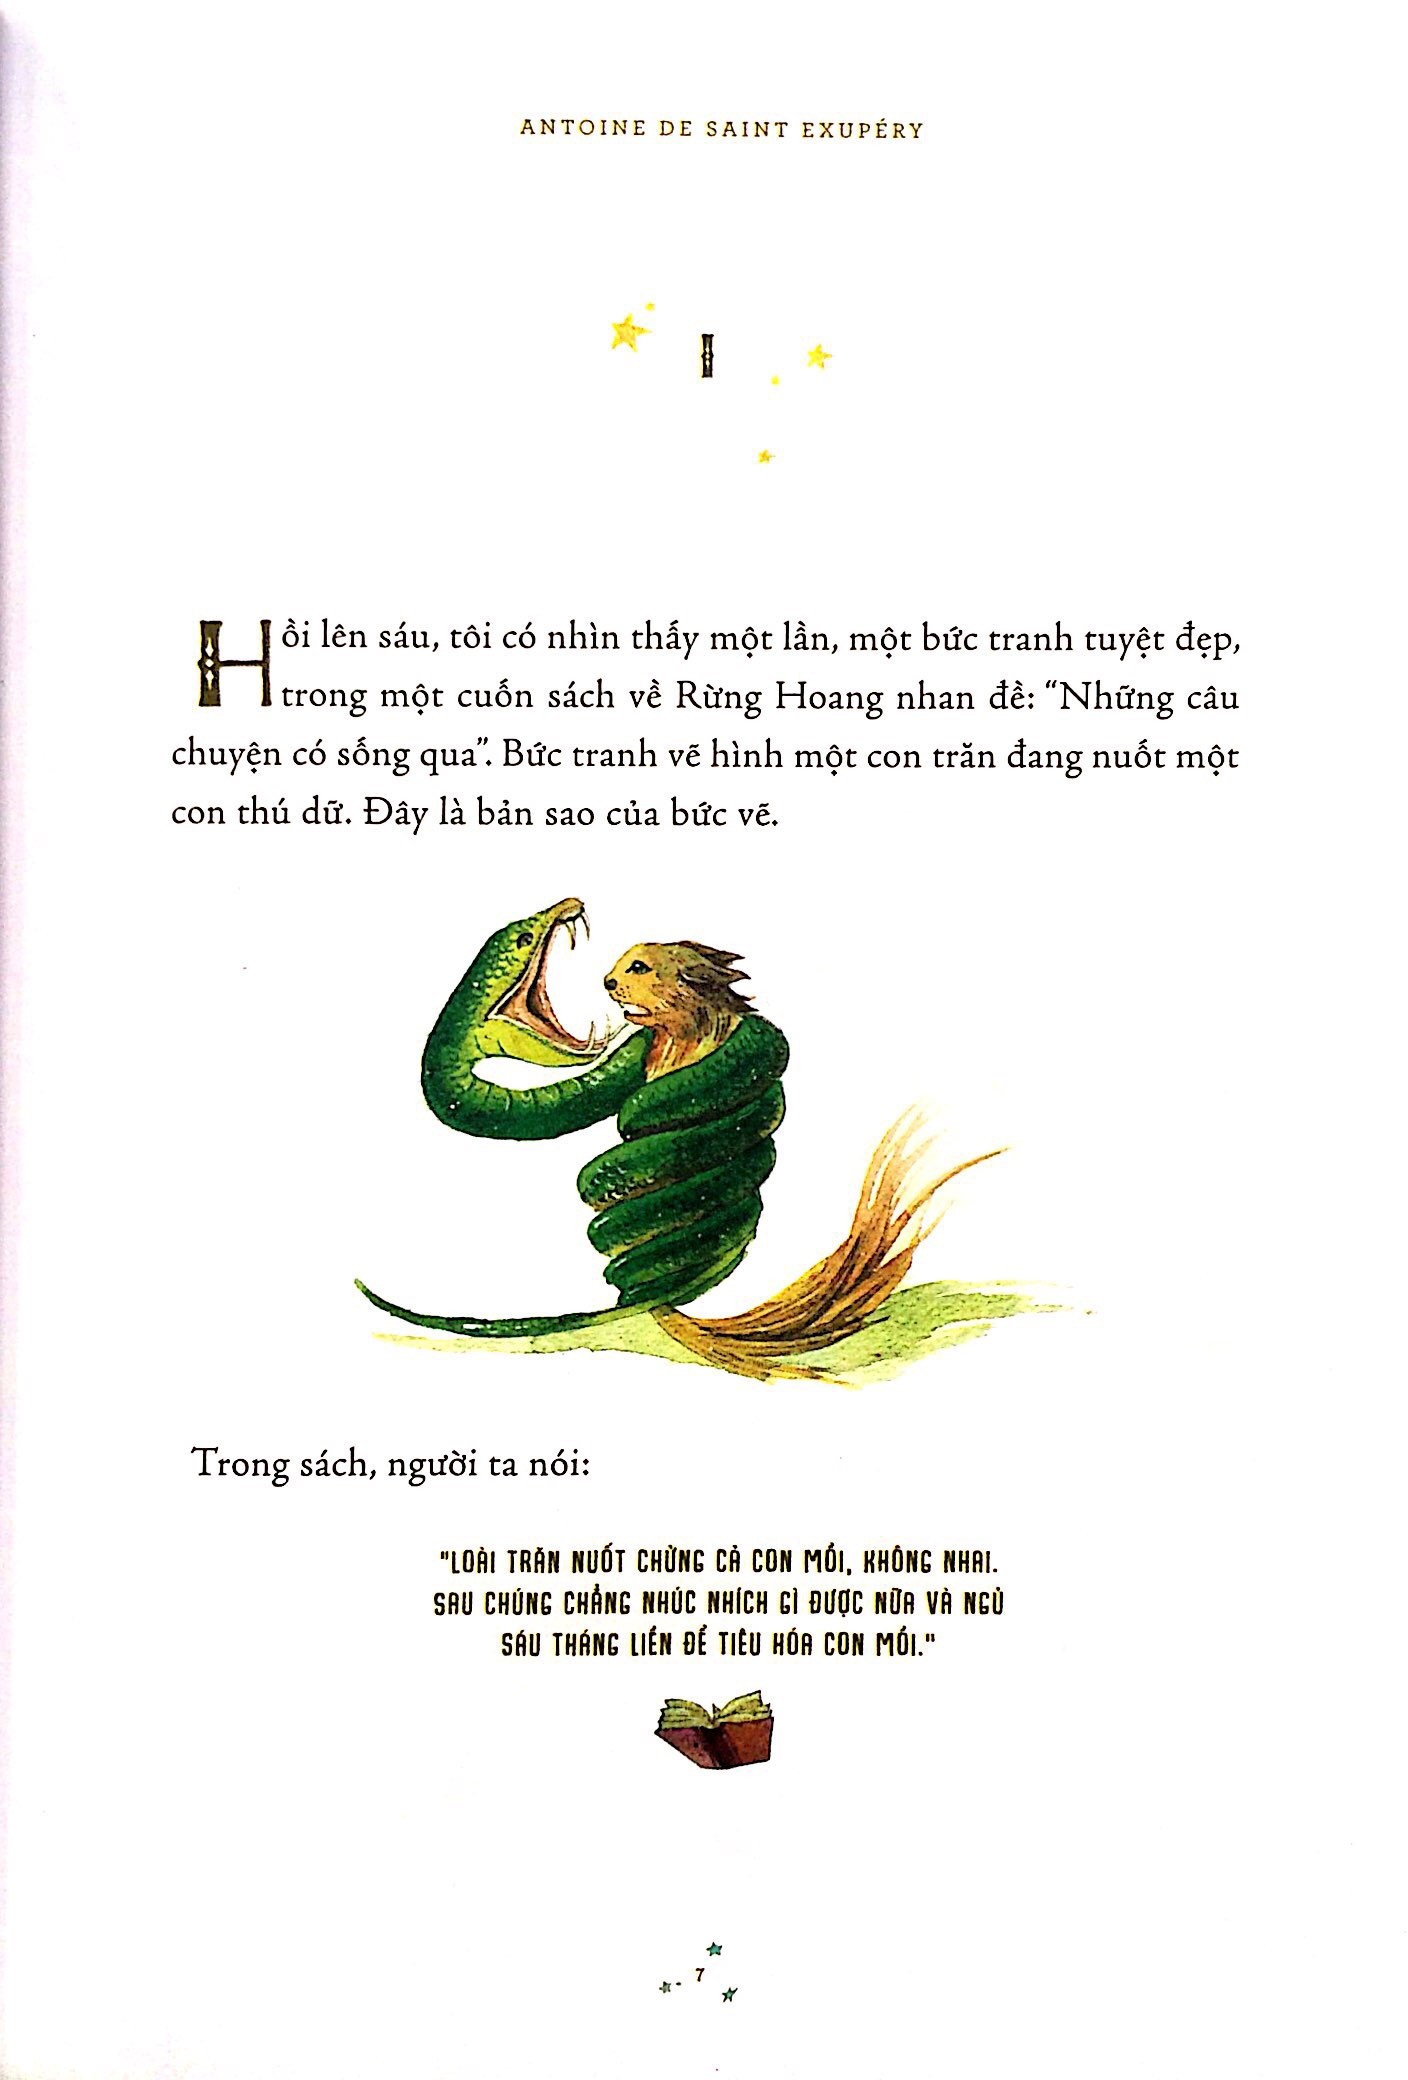 ANTOINE DE SAINT EXUPÉRY
I
Hồi lên sáu, tôi có nhìn thấy một lần, một bức tranh tuyệt đẹp,
trong một cuốn sách về Rừng Hoang nhan đề: “Những câu
chuyện có sống qua”. Bức tranh vẽ hình một con trăn đang nuốt một
con thú dữ. Đây là bản sao của bức vẽ.
Trong sách, người ta nói:
"LOÀI TRĂN NUỐT CHỬNG CẢ CON MỒI, KHÔNG NHAI.
SAU CHÚNG CHẲNG NHÚC NHÍCH GÌ ĐƯỢC NỮA VÀ NGỦ
SÁU THÁNG LIỀN ĐỂ TIÊU HÓA CON MỒI."
7